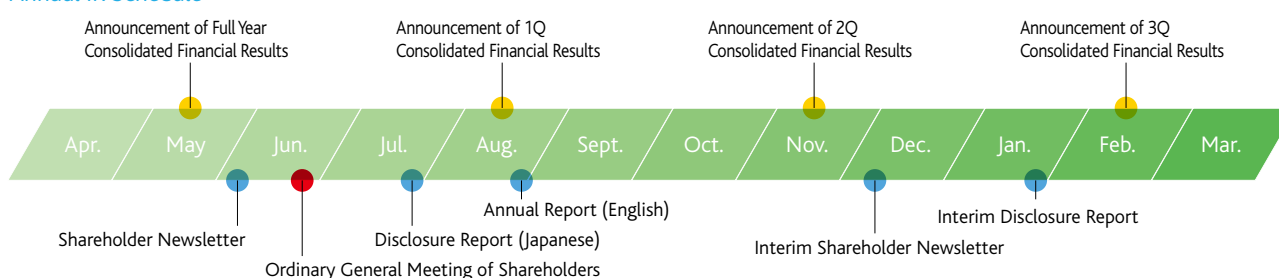 Announcement of Full Year
Consolidated Financial Results
Announcement of 1Q
Consolidated Financial Results
Announcement of 2Q
Consolidated Financial Results
Announcement of 3Q
Consolidated Financial Results
Apr. May Jun. Jul. Aug. Sept. Oct. Nov. Dec. Jan. Feb. Mar.
Shareholder Newsletter
Ordinary General Meeting of Shareholders
Disclosure Report (Japanese)
Annual Report (English)
Interim Shareholder Newsletter
Interim Disclosure Report